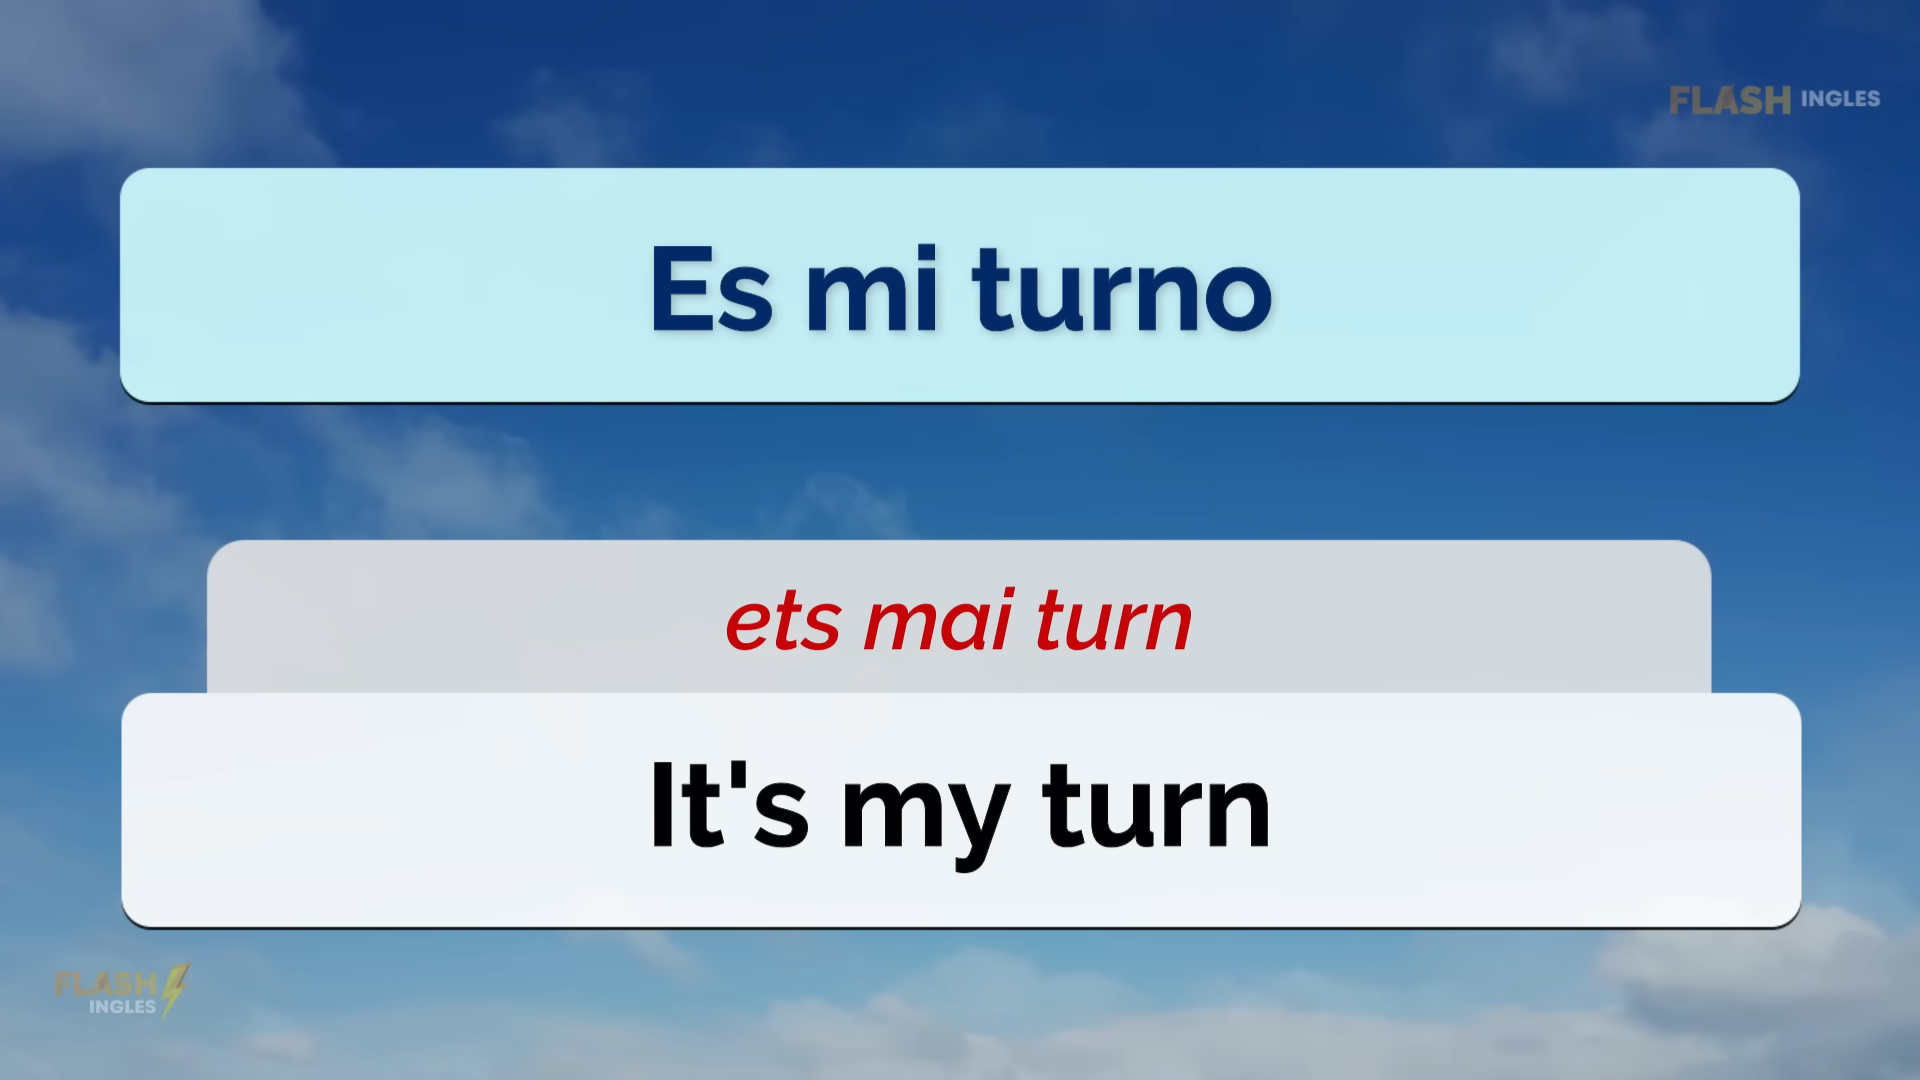 FLASH INGLES
Es mi turno
ets mai turn
It's my turn
FLASH
INGLES